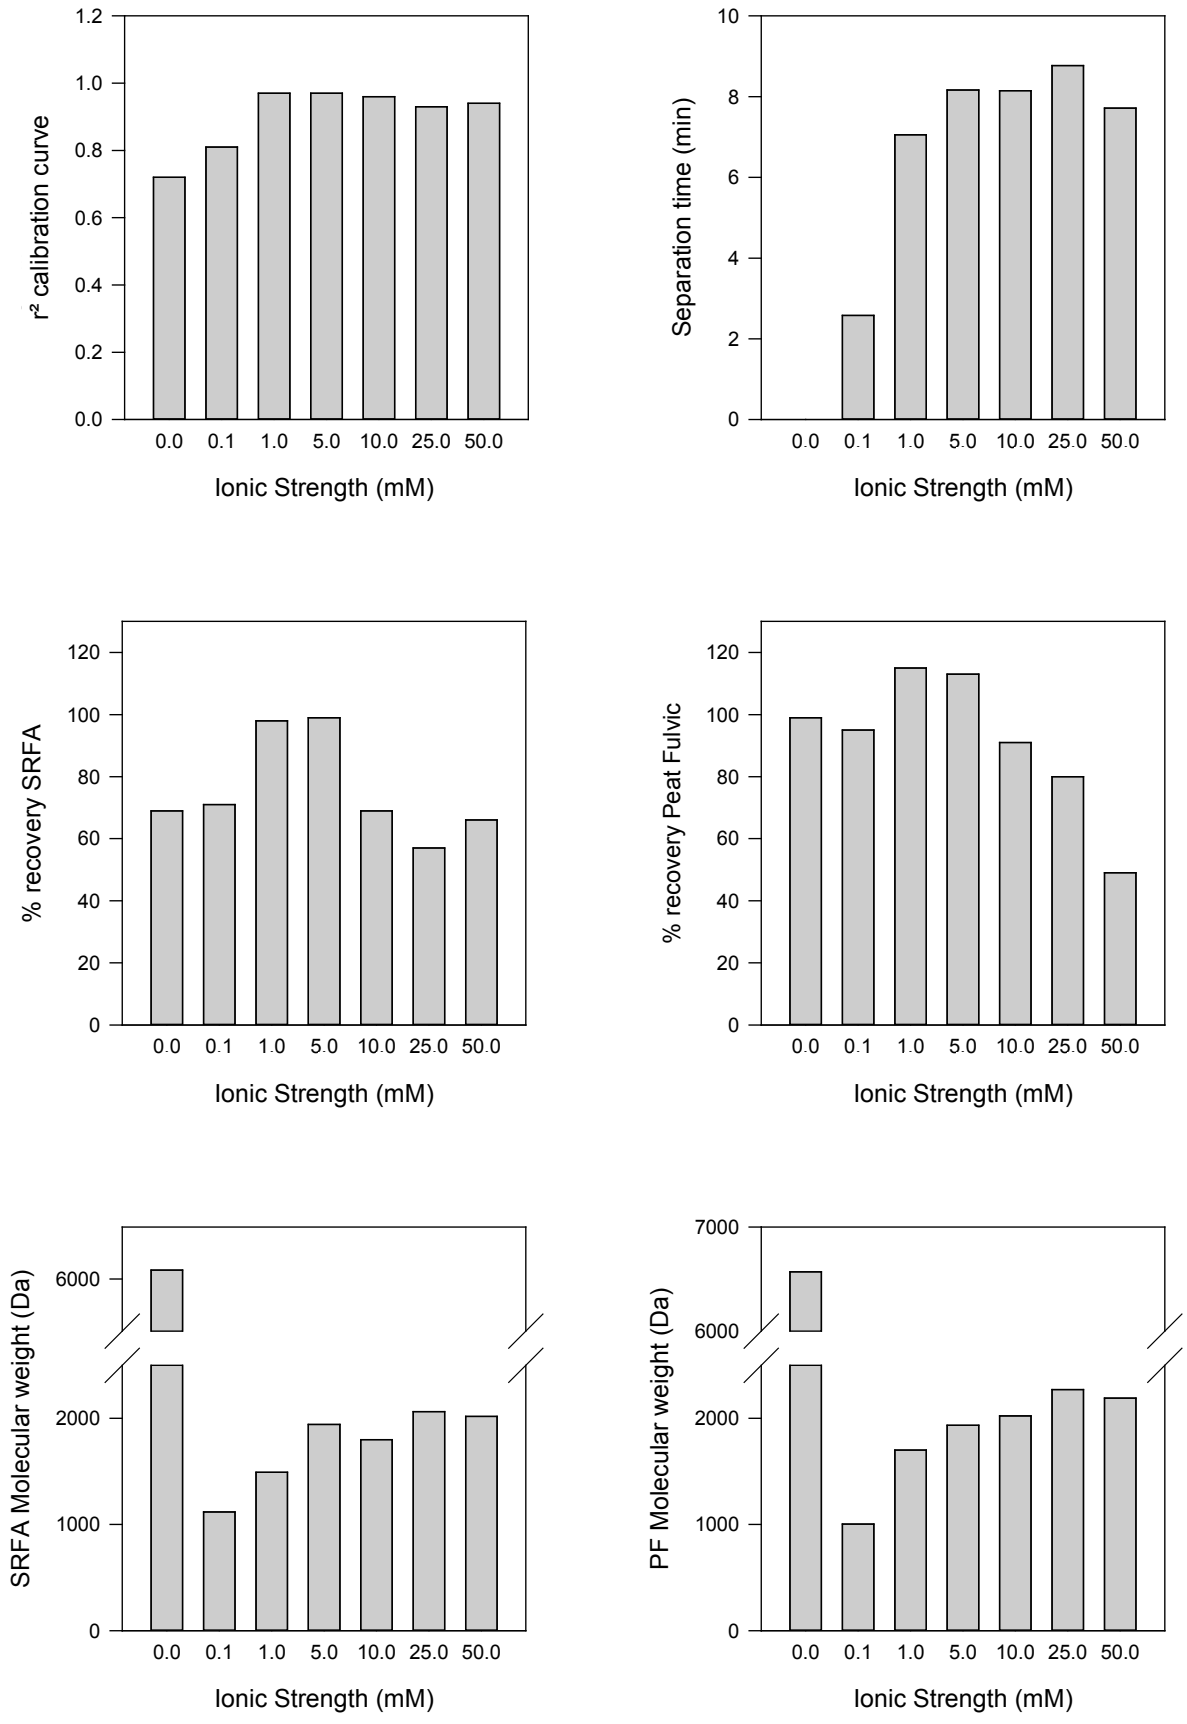 r² calibration curve
1.2
1.0
0.8
0.6
0.4
0.2
0.0
0.0 0.1 1.0 5.0 10.0 25.0 50.0
Ionic Strength (mM)
Separation time (min)
10
8
6
4
2
0
0.0 0.1 1.0 5.0 10.0 25.0 50.0
Ionic Strength (mM)
% recovery SRFA
120
100
80
60
40
20
0
0.0 0.1 1.0 5.0 10.0 25.0 50.0
Ionic Strength (mM)
% recovery Peat Fulvic
120
100
80
60
40
20
0
0.0 0.1 1.0 5.0 10.0 25.0 50.0
Ionic Strength (mM)
SRFA Molecular weight (Da)
6000
2000
1000
0
0.0 0.1 1.0 5.0 10.0 25.0 50.0
Ionic Strength (mM)
PF Molecular weight (Da)
7000
6000
2000
1000
0
0.0 0.1 1.0 5.0 10.0 25.0 50.0
Ionic Strength (mM)